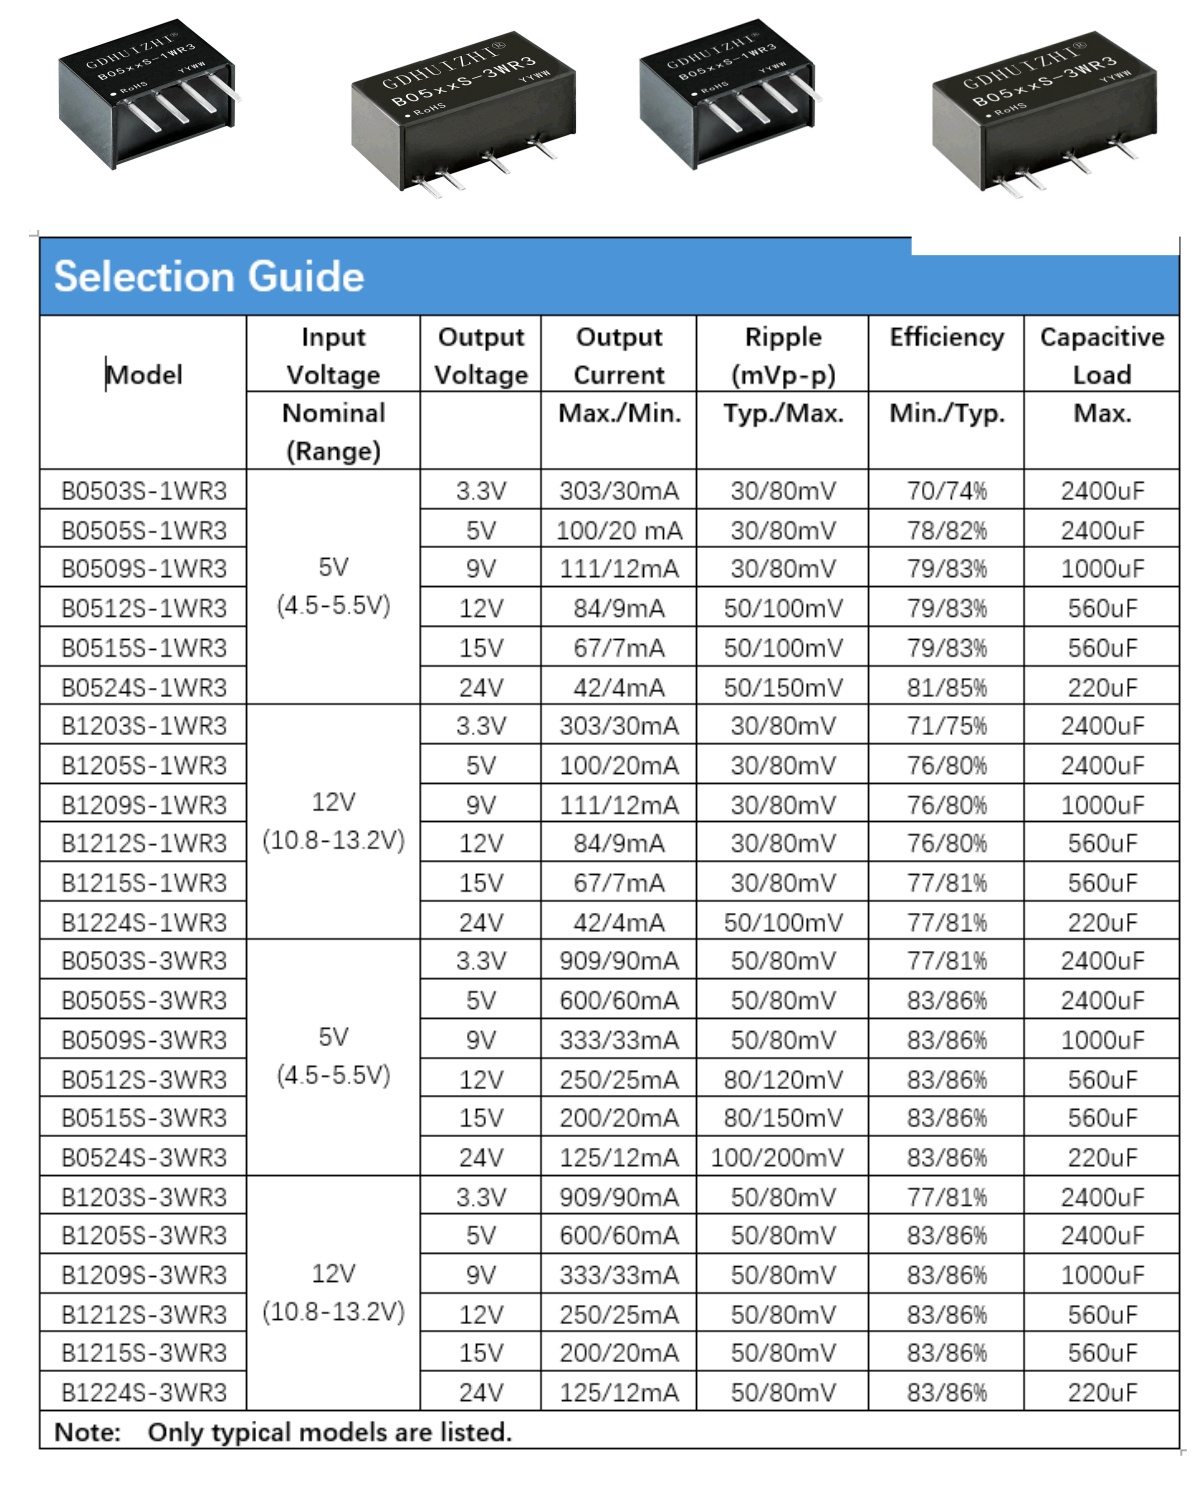 GDHUIZHI®
B05xxS-1WR3
RoHS YYWW
GDHUIZHI®
B05xxS-3WR3
RoHS YYWW
GDHUIZHI®
B05xxS-1WR3
RoHS YYWW
GDHUIZHI®
B05xxS-3WR3
RoHS YYWW
Selection Guide
Model Input Voltage Output Voltage Output Current Ripple (mVp-p) Efficiency Capacitive Load
Nominal (Range) Max./Min. Typ./Max. Min./Typ. Max.
B0503S-1WR3 5V (4.5-5.5V) 3.3V 303/30mA 30/80mV 70/74% 2400uF
B0505S-1WR3 5V 100/20 mA 30/80mV 78/82% 2400uF
B0509S-1WR3 9V 111/12mA 30/80mV 79/83% 1000uF
B0512S-1WR3 12V 84/9mA 50/100mV 79/83% 560uF
B0515S-1WR3 15V 67/7mA 50/100mV 79/83% 560uF
B0524S-1WR3 24V 42/4mA 50/150mV 81/85% 220uF
B1203S-1WR3 12V (10.8-13.2V) 3.3V 303/30mA 30/80mV 71/75% 2400uF
B1205S-1WR3 5V 100/20mA 30/80mV 76/80% 2400uF
B1209S-1WR3 9V 111/12mA 30/80mV 76/80% 1000uF
B1212S-1WR3 12V 84/9mA 30/80mV 76/80% 560uF
B1215S-1WR3 15V 67/7mA 30/80mV 77/81% 560uF
B1224S-1WR3 24V 42/4mA 50/100mV 77/81% 220uF
B0503S-3WR3 5V (4.5-5.5V) 3.3V 909/90mA 50/80mV 77/81% 2400uF
B0505S-3WR3 5V 600/60mA 50/80mV 83/86% 2400uF
B0509S-3WR3 9V 333/33mA 50/80mV 83/86% 1000uF
B0512S-3WR3 12V 250/25mA 80/120mV 83/86% 560uF
B0515S-3WR3 15V 200/20mA 80/150mV 83/86% 560uF
B0524S-3WR3 24V 125/12mA 100/200mV 83/86% 220uF
B1203S-3WR3 12V (10.8-13.2V) 3.3V 909/90mA 50/80mV 77/81% 2400uF
B1205S-3WR3 5V 600/60mA 50/80mV 83/86% 2400uF
B1209S-3WR3 9V 333/33mA 50/80mV 83/86% 1000uF
B1212S-3WR3 12V 250/25mA 50/80mV 83/86% 560uF
B1215S-3WR3 15V 200/20mA 50/80mV 83/86% 560uF
B1224S-3WR3 24V 125/12mA 50/80mV 83/86% 220uF
Note: Only typical models are listed.